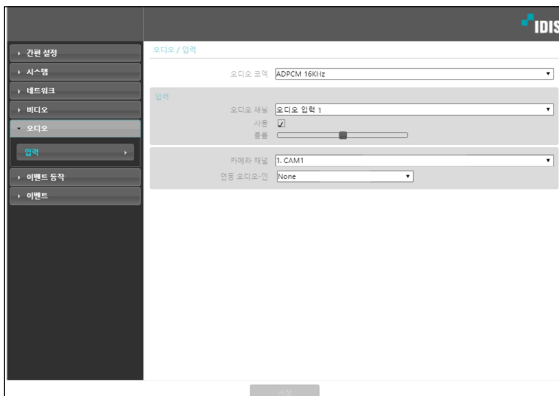 IDIS
간편 설정
시스템
네트워크
비디오
오디오
입력
이벤트 동작
이벤트
오디오 / 입력
오디오 코덱 ADPCM 16KHz
입력
오디오 채널 오디오 입력 1
사용
볼륨
카메라 채널 1. CAM1
연동 오디오-인 None